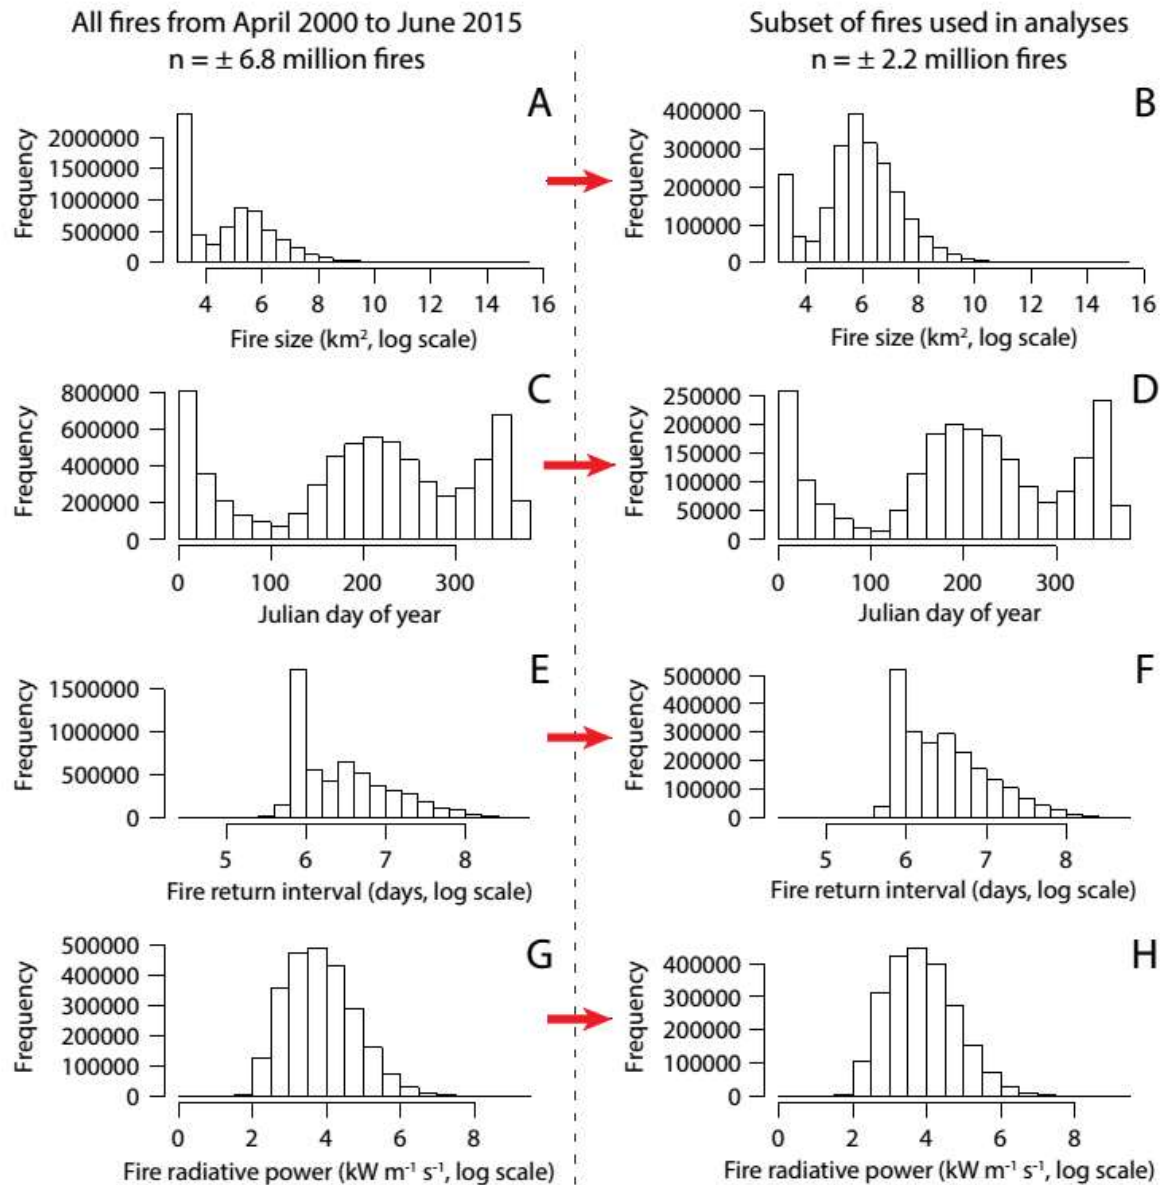 All fires from April 2000 to June 2015
n = ± 6.8 million fires
Subset of fires used in analyses
n = ± 2.2 million fires
A
Frequency
2000000
1500000
1000000
500000
0
4 6 8 10 12 14 16
Fire size (km², log scale)
B
Frequency
400000
300000
200000
100000
0
4 6 8 10 12 14 16
Fire size (km², log scale)
C
Frequency
800000
600000
400000
200000
0
0 100 200 300
Julian day of year
D
Frequency
250000
200000
150000
100000
50000
0
0 100 200 300
Julian day of year
E
Frequency
1500000
1000000
500000
0
5 6 7 8
Fire return interval (days, log scale)
F
Frequency
500000
400000
300000
200000
100000
0
5 6 7 8
Fire return interval (days, log scale)
G
Frequency
500000
400000
300000
200000
100000
0
0 2 4 6 8
Fire radiative power (kW m⁻¹ s⁻¹, log scale)
H
Frequency
400000
300000
200000
100000
0
0 2 4 6 8
Fire radiative power (kW m⁻¹ s⁻¹, log scale)